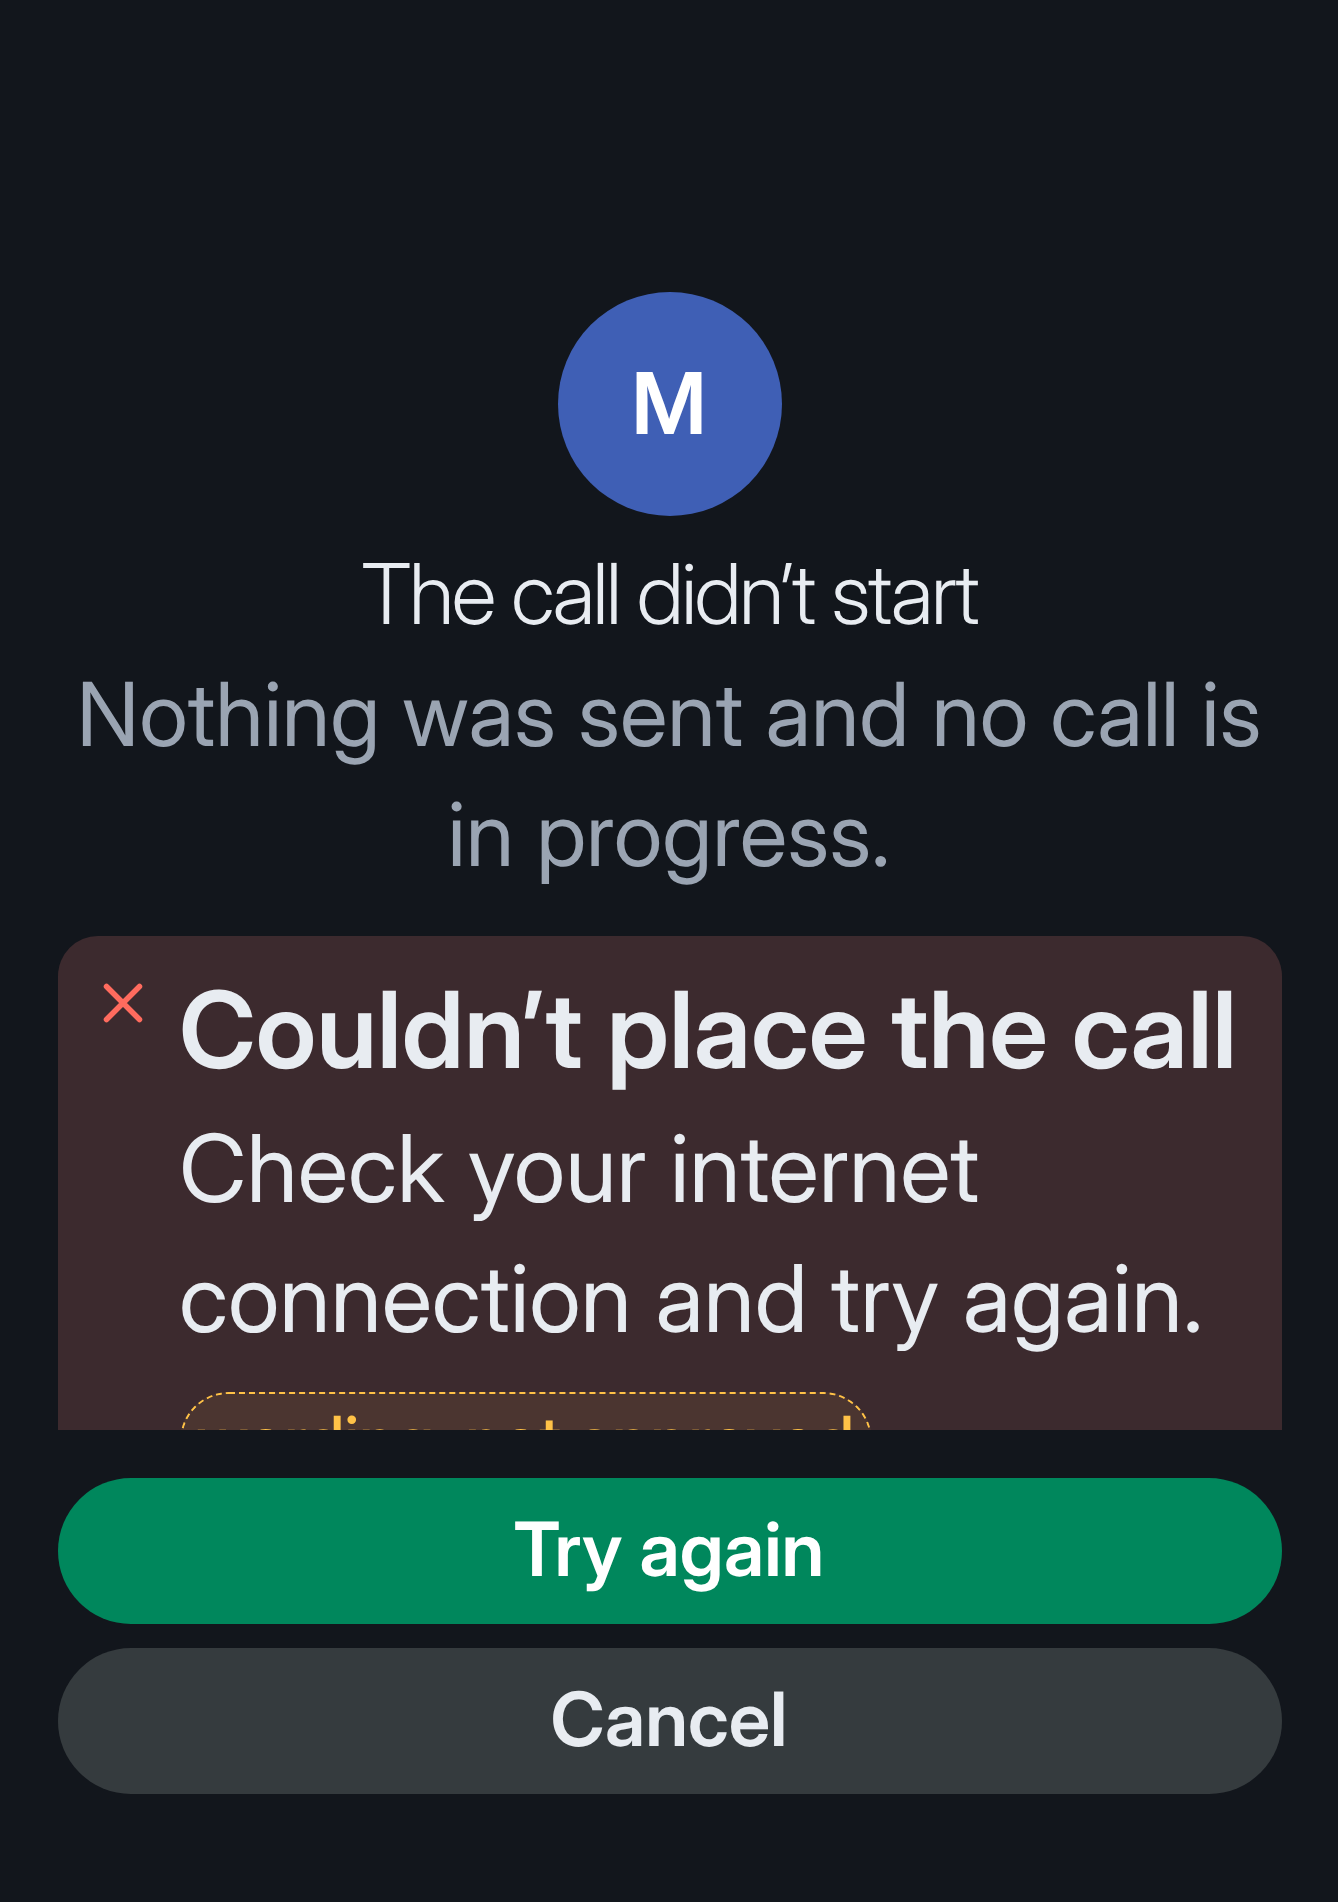 M
The call didn’t start
Nothing was sent and no call is
in progress.
Couldn’t place the call
Check your internet
connection and try again.
Try again
Cancel